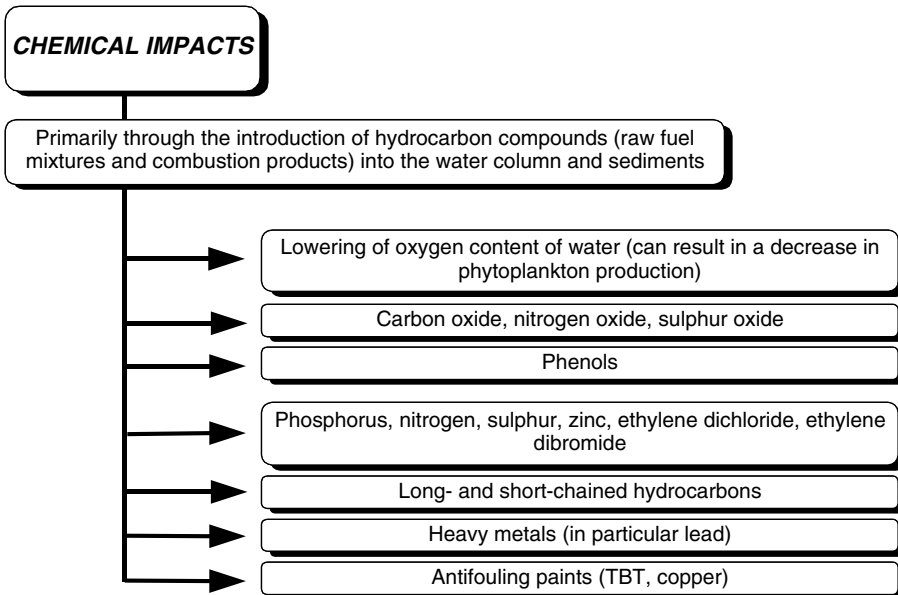 CHEMICAL IMPACTS
Primarily through the introduction of hydrocarbon compounds (raw fuel
mixtures and combustion products) into the water column and sediments
Lowering of oxygen content of water (can result in a decrease in
phytoplankton production)
Carbon oxide, nitrogen oxide, sulphur oxide
Phenols
Phosphorus, nitrogen, sulphur, zinc, ethylene dichloride, ethylene
dibromide
Long- and short-chained hydrocarbons
Heavy metals (in particular lead)
Antifouling paints (TBT, copper)